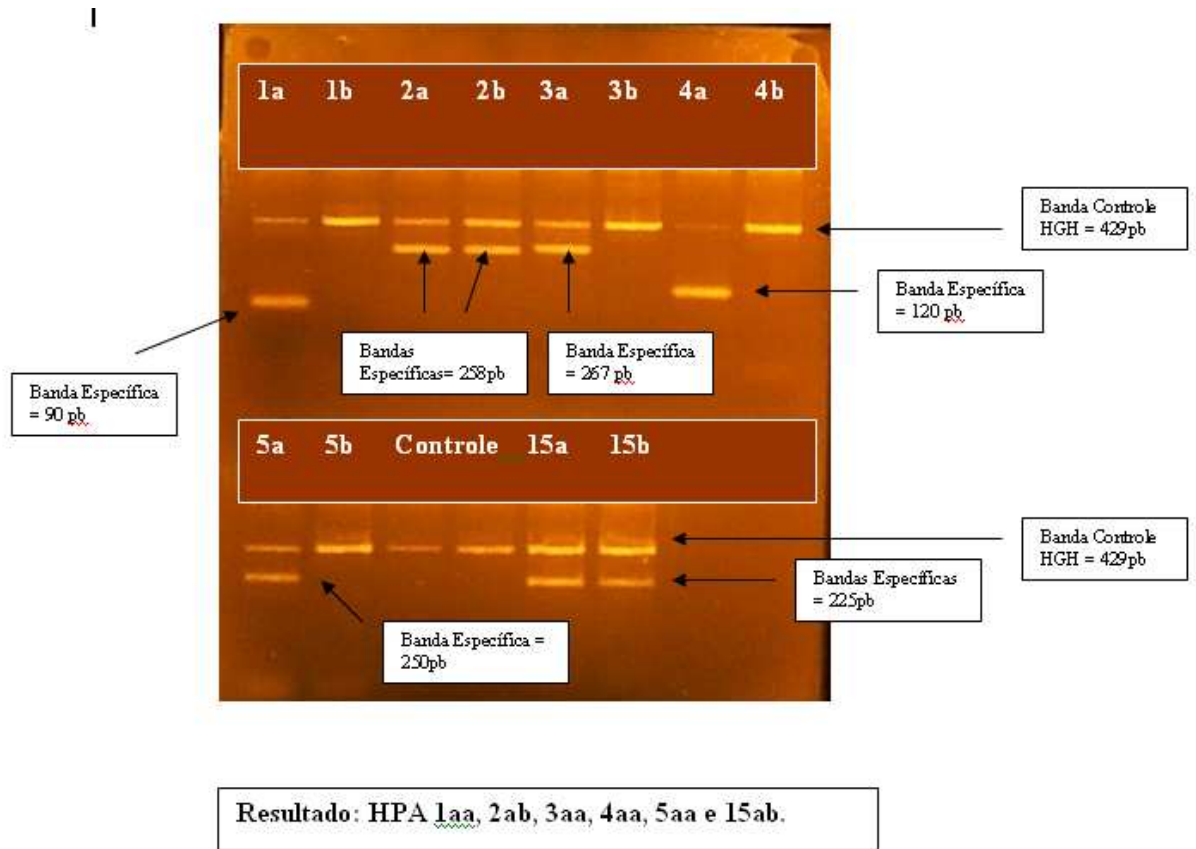 I
1a 1b 2a 2b 3a 3b 4a 4b
Banda Controle
HGH = 429pb
Banda Específica
= 120 pb
Bandas
Específicas= 258pb
Banda Específica
= 267 pb
Banda Específica
= 90 pb
5a 5b Controle 15a 15b
Banda Controle
HGH = 429pb
Bandas Específicas
= 225pb
Banda Específica =
250pb
Resultado: HPA 1aa, 2ab, 3aa, 4aa, 5aa e 15ab.